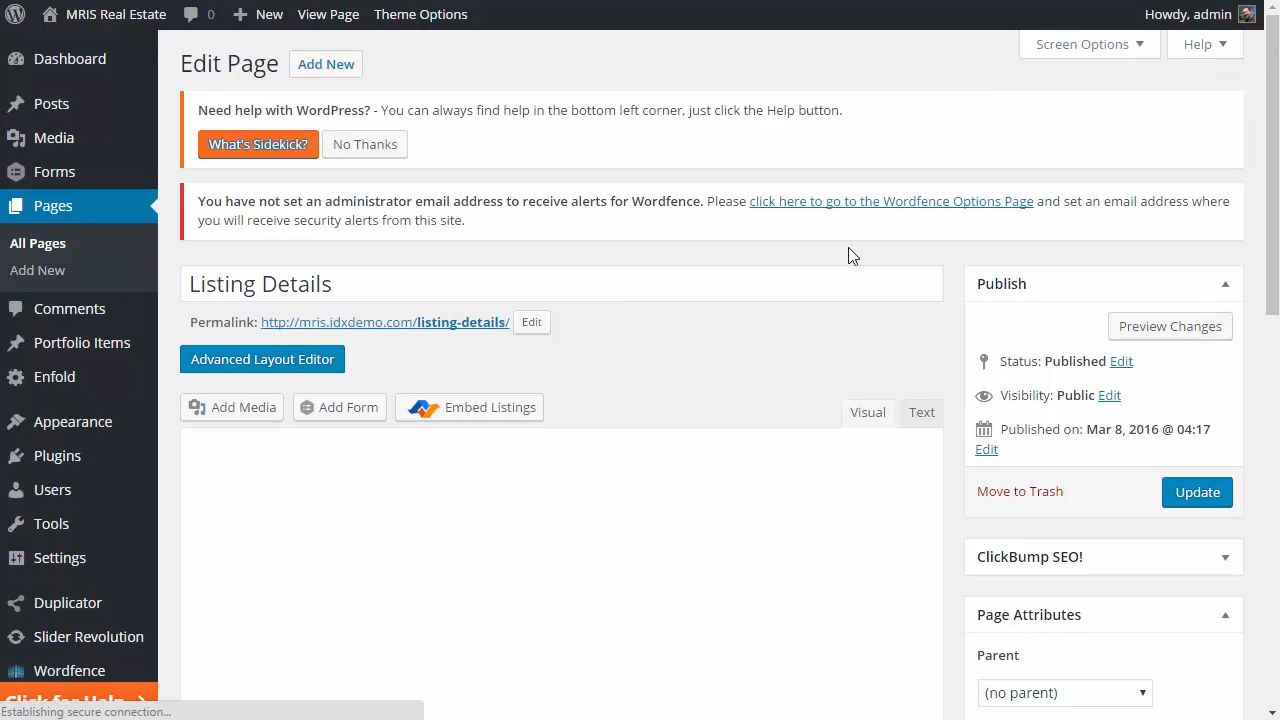 MRIS Real Estate 0 New View Page Theme Options Howdy, admin
Screen Options Help
Dashboard
Posts
Media
Forms
Pages
All Pages
Add New
Comments
Portfolio Items
Enfold
Appearance
Plugins
Users
Tools
Settings
Duplicator
Slider Revolution
Wordfence
Click for Help
Establishing secure connection...
Edit Page Add New
Need help with WordPress? - You can always find help in the bottom left corner, just click the Help button.
What's Sidekick? No Thanks
You have not set an administrator email address to receive alerts for Wordfence. Please click here to go to the Wordfence Options Page and set an email address where
you will receive security alerts from this site.
Listing Details
Permalink: http://mris.idxdemo.com/listing-details/ Edit
Advanced Layout Editor
Add Media Add Form Embed Listings Visual Text
Publish
Preview Changes
Status: Published Edit
Visibility: Public Edit
Published on: Mar 8, 2016 @ 04:17
Edit
Move to Trash Update
ClickBump SEO!
Page Attributes
Parent
(no parent)